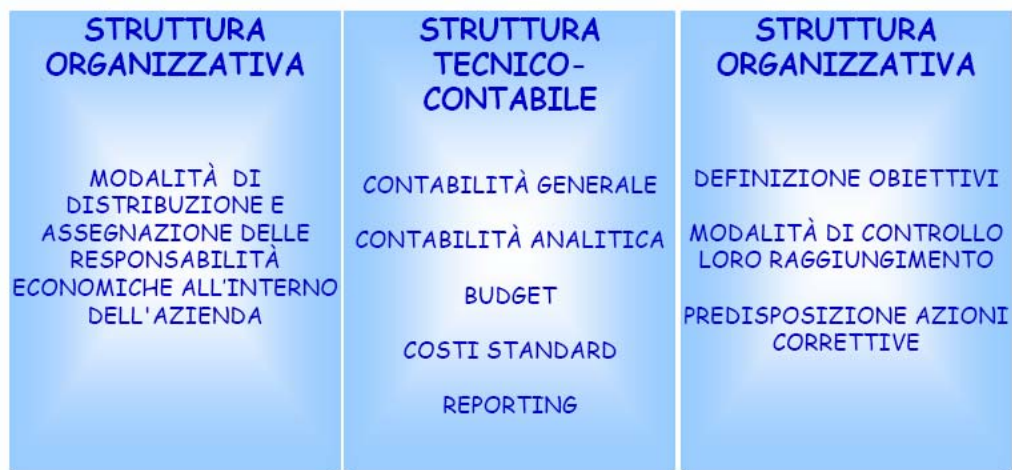 STRUTTURA
ORGANIZZATIVA
MODALITÀ DI
DISTRIBUZIONE E
ASSEGNAZIONE DELLE
RESPONSABILITÀ
ECONOMICHE ALL'INTERNO
DELL'AZIENDA
STRUTTURA
TECNICO-
CONTABILE
CONTABILITÀ GENERALE
CONTABILITÀ ANALITICA
BUDGET
COSTI STANDARD
REPORTING
STRUTTURA
ORGANIZZATIVA
DEFINIZIONE OBIETTIVI
MODALITÀ DI CONTROLLO
LORO RAGGIUNGIMENTO
PREDISPOSIZIONE AZIONI
CORRETTIVE